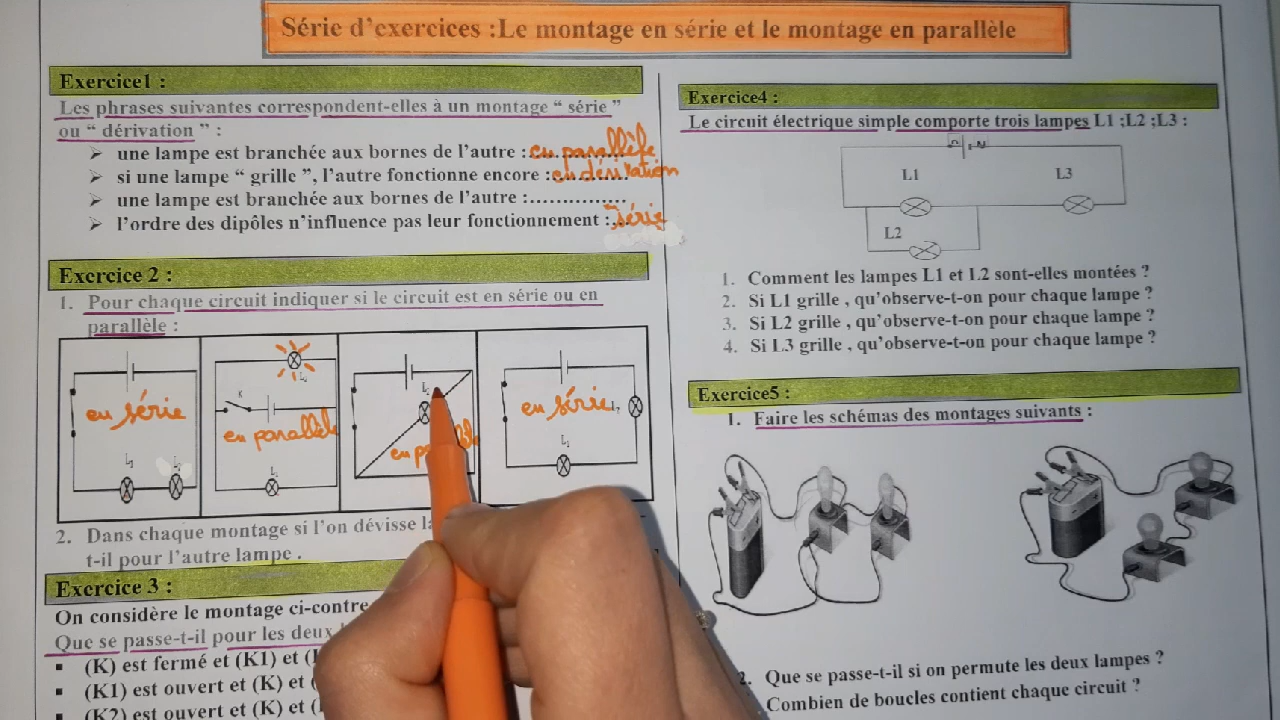 Série d'exercices :Le montage en série et le montage en parallèle
Exercice1 :
Les phrases suivantes correspondent-elles à un montage “ série ”
ou “ dérivation ” :
➢ une lampe est branchée aux bornes de l'autre :en parallèle
➢ si une lampe “ grille ”, l'autre fonctionne encore :en dérivation
➢ une lampe est branchée aux bornes de l'autre :...............
➢ l'ordre des dipôles n'influence pas leur fonctionnement :...série
Exercice 2 :
1. Pour chaque circuit indiquer si le circuit est en série ou en
parallèle :
en série
L1
K
en parallèle
en série
2. Dans chaque montage si l'on dévisse
t-il pour l'autre lampe .
Exercice 3 :
On considère le montage ci-contre
Que se passe-t-il pour les deux
▪ (K) est fermé et (K1) et
▪ (K1) est ouvert et (K) et
▪ (K2) est ouvert et (K) et
Exercice4 :
Le circuit électrique simple comporte trois lampes L1 ;L2 ;L3 :
L1 L3
L2
1. Comment les lampes L1 et L2 sont-elles montées ?
2. Si L1 grille , qu'observe-t-on pour chaque lampe ?
3. Si L2 grille , qu'observe-t-on pour chaque lampe ?
4. Si L3 grille , qu'observe-t-on pour chaque lampe ?
Exercice5 :
1. Faire les schémas des montages suivants :
2. Que se passe-t-il si on permute les deux lampes ?
Combien de boucles contient chaque circuit ?